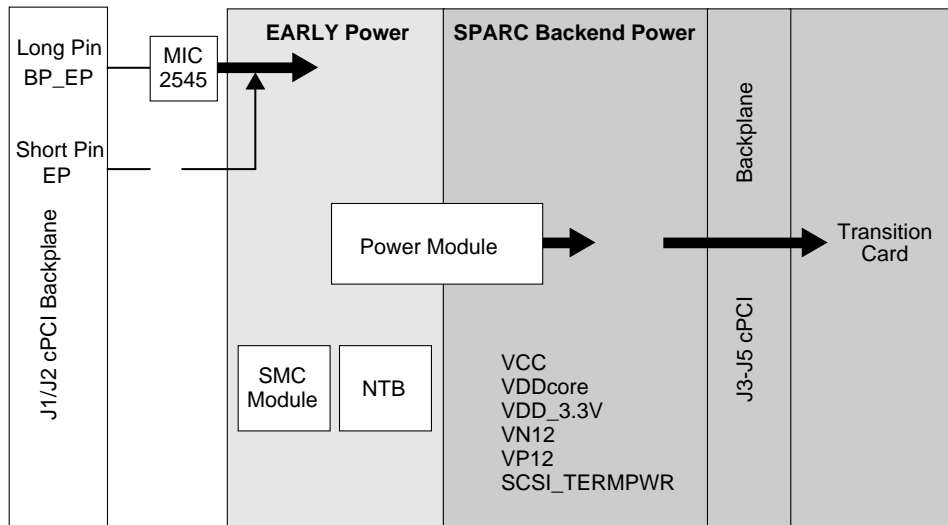 EARLY Power
SPARC Backend Power
Long Pin
BP_EP
MIC
2545
Short Pin
EP
J1/J2 cPCI Backplane
Power Module
Backplane
J3-J5 cPCI
Transition
Card
SMC
Module
NTB
VCC
VDDcore
VDD_3.3V
VN12
VP12
SCSI_TERMPWR